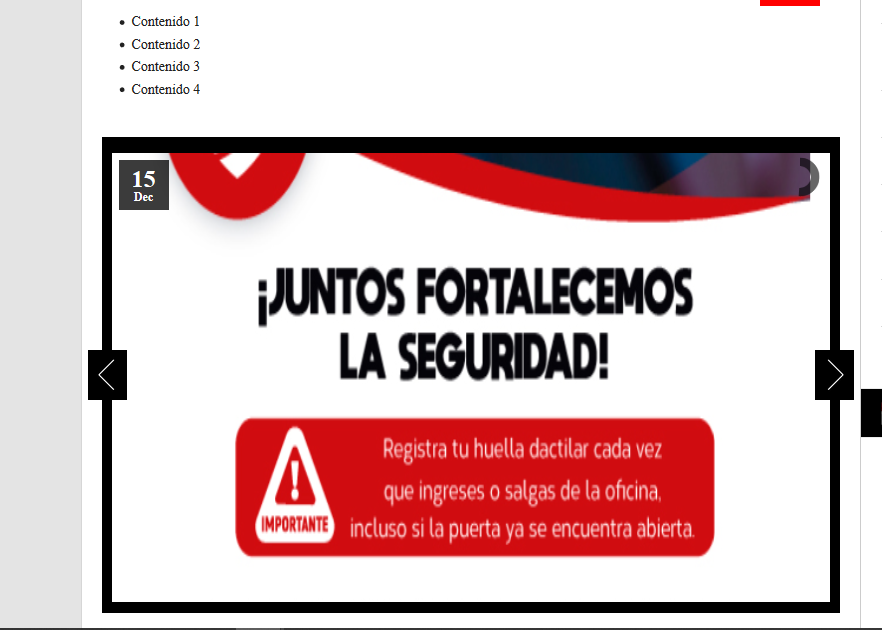 Contenido 1
Contenido 2
Contenido 3
Contenido 4
15
Dec
¡JUNTOS FORTALECEMOS
LA SEGURIDAD!
Registra tu huella dactilar cada vez
que ingreses o salgas de la oficina,
incluso si la puerta ya se encuentra abierta.
IMPORTANTE